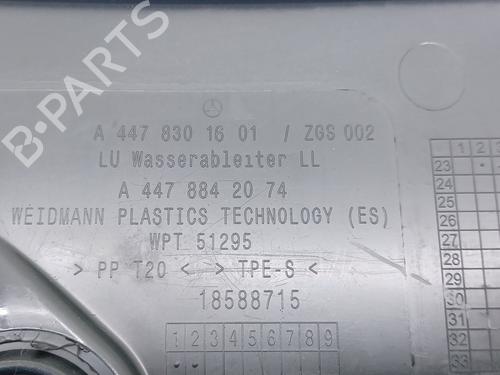 A 447 830 16 01 / ZGS 002
LU Wasserableiter LL
A 447 884 20 74
WEIDMANN PLASTICS TECHNOLOGY (ES)
WPT 51295
> PP T20 < > TPE-S <
18588715
1 2 3 4 5 6 7 8 9
1 2 3
23
24
25
26
27
28
29
30
31
32
33
B-PARTS